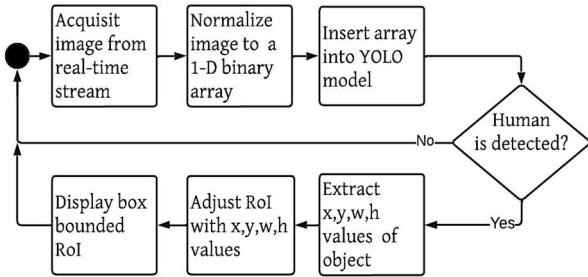 Acquisit
image from
real-time
stream
Normalize
image to a
1-D binary
array
Insert array
into YOLO
model
Human
is detected?
No
Yes
Extract
x,y,w,h
values of
object
Adjust RoI
with x,y,w,h
values
Display box
bounded
RoI